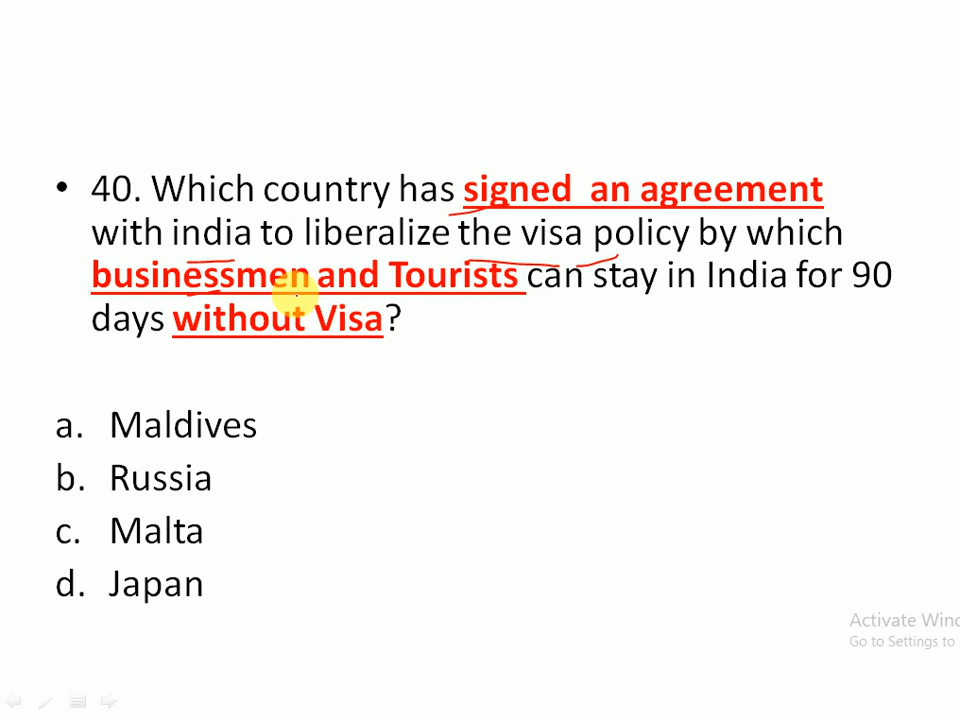 • 40. Which country has signed an agreement
with india to liberalize the visa policy by which
businessmen and Tourists can stay in India for 90
days without Visa?
a. Maldives
b. Russia
c. Malta
d. Japan
Activate Wind
Go to Settings to